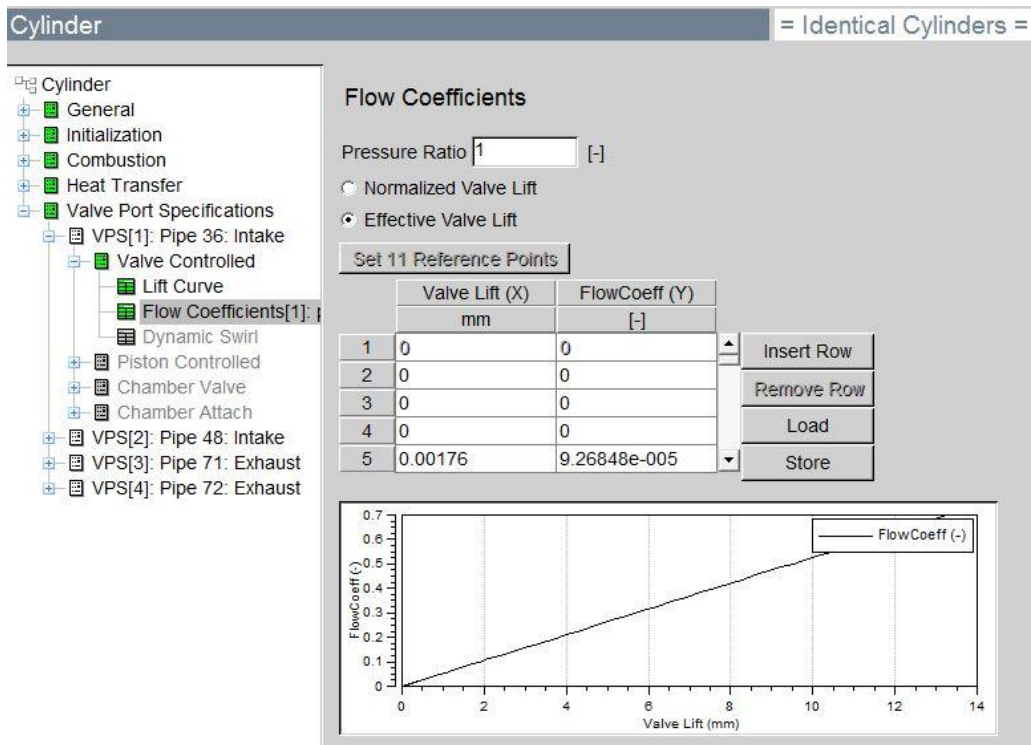 Cylinder
= Identical Cylinders =
Cylinder
General
Initialization
Combustion
Heat Transfer
Valve Port Specifications
VPS[1]: Pipe 36: Intake
Valve Controlled
Lift Curve
Flow Coefficients[1]: p
Dynamic Swirl
Piston Controlled
Chamber Valve
Chamber Attach
VPS[2]: Pipe 48: Intake
VPS[3]: Pipe 71: Exhaust
VPS[4]: Pipe 72: Exhaust
Flow Coefficients
Pressure Ratio 1 [-]
Normalized Valve Lift
Effective Valve Lift
Set 11 Reference Points
Valve Lift (X) FlowCoeff (Y)
mm [-]
1 0 0
2 0 0
3 0 0
4 0 0
5 0.00176 9.26848e-005
Insert Row
Remove Row
Load
Store
0.7
0.6
0.5
0.4
0.3
0.2
0.1
0
FlowCoeff (-)
FlowCoeff (-)
0 2 4 6 8 10 12 14
Valve Lift (mm)